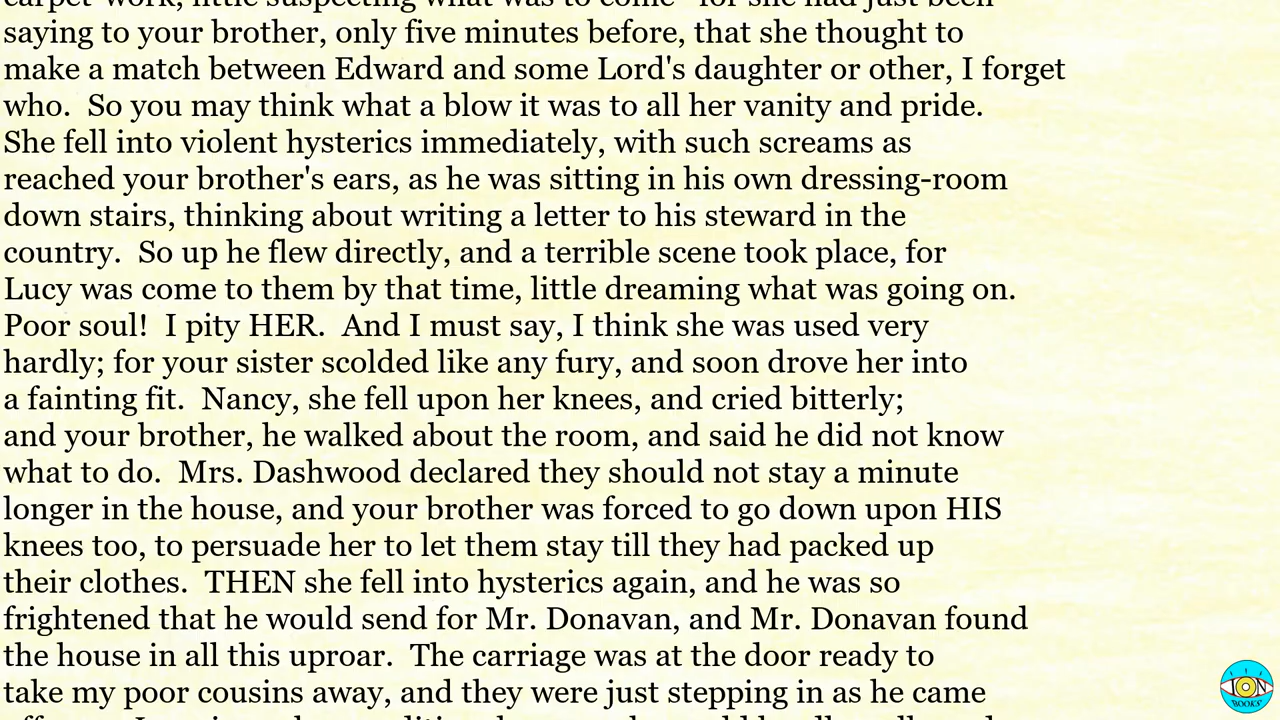 saying to your brother, only five minutes before, that she thought to
make a match between Edward and some Lord's daughter or other, I forget
who.  So you may think what a blow it was to all her vanity and pride.
She fell into violent hysterics immediately, with such screams as
reached your brother's ears, as he was sitting in his own dressing-room
down stairs, thinking about writing a letter to his steward in the
country.  So up he flew directly, and a terrible scene took place, for
Lucy was come to them by that time, little dreaming what was going on.
Poor soul!  I pity HER.  And I must say, I think she was used very
hardly; for your sister scolded like any fury, and soon drove her into
a fainting fit.  Nancy, she fell upon her knees, and cried bitterly;
and your brother, he walked about the room, and said he did not know
what to do.  Mrs. Dashwood declared they should not stay a minute
longer in the house, and your brother was forced to go down upon HIS
knees too, to persuade her to let them stay till they had packed up
their clothes.  THEN she fell into hysterics again, and he was so
frightened that he would send for Mr. Donavan, and Mr. Donavan found
the house in all this uproar.  The carriage was at the door ready to
take my poor cousins away, and they were just stepping in as he came
ION
BOOKS